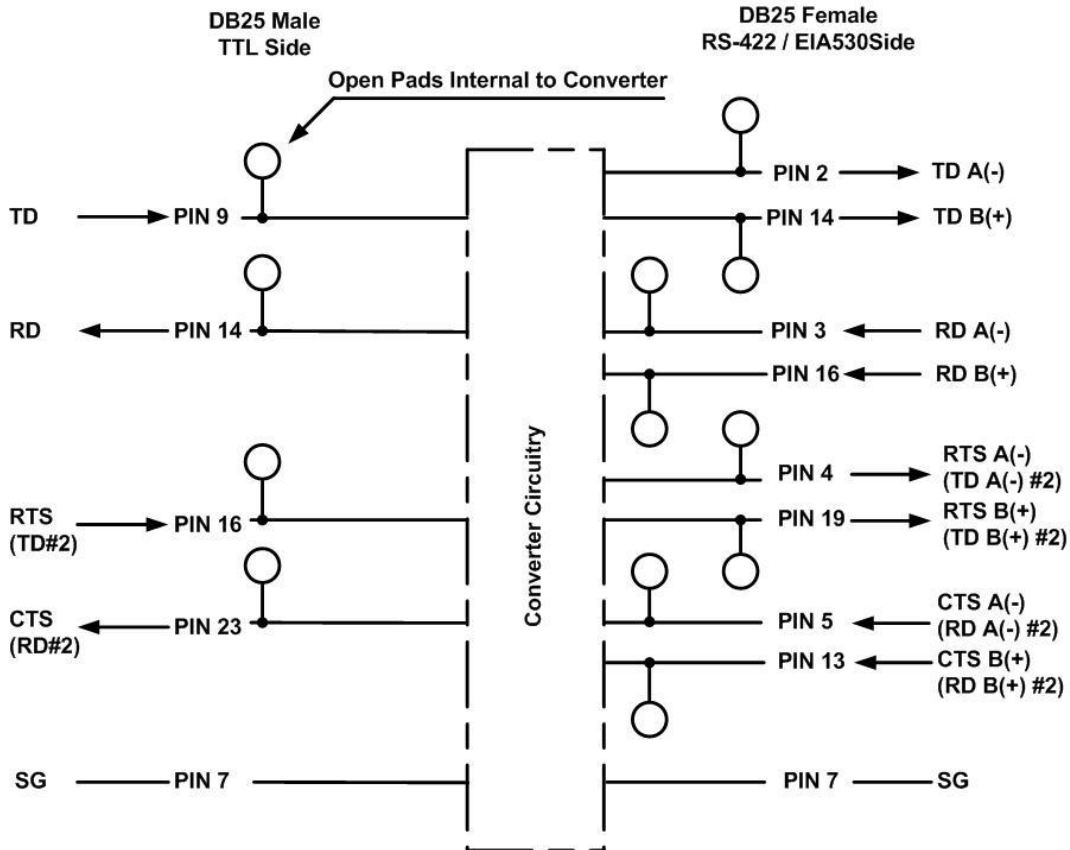 DB25 Male
TTL Side
DB25 Female
RS-422 / EIA530Side
Open Pads Internal to Converter
TD
PIN 9
PIN 2
TD A(-)
PIN 14
TD B(+)
RD
PIN 14
PIN 3
RD A(-)
PIN 16
RD B(+)
Converter Circuitry
RTS
(TD#2)
PIN 16
PIN 4
RTS A(-)
(TD A(-) #2)
PIN 19
RTS B(+)
(TD B(+) #2)
CTS
(RD#2)
PIN 23
PIN 5
CTS A(-)
(RD A(-) #2)
PIN 13
CTS B(+)
(RD B(+) #2)
SG
PIN 7
PIN 7
SG